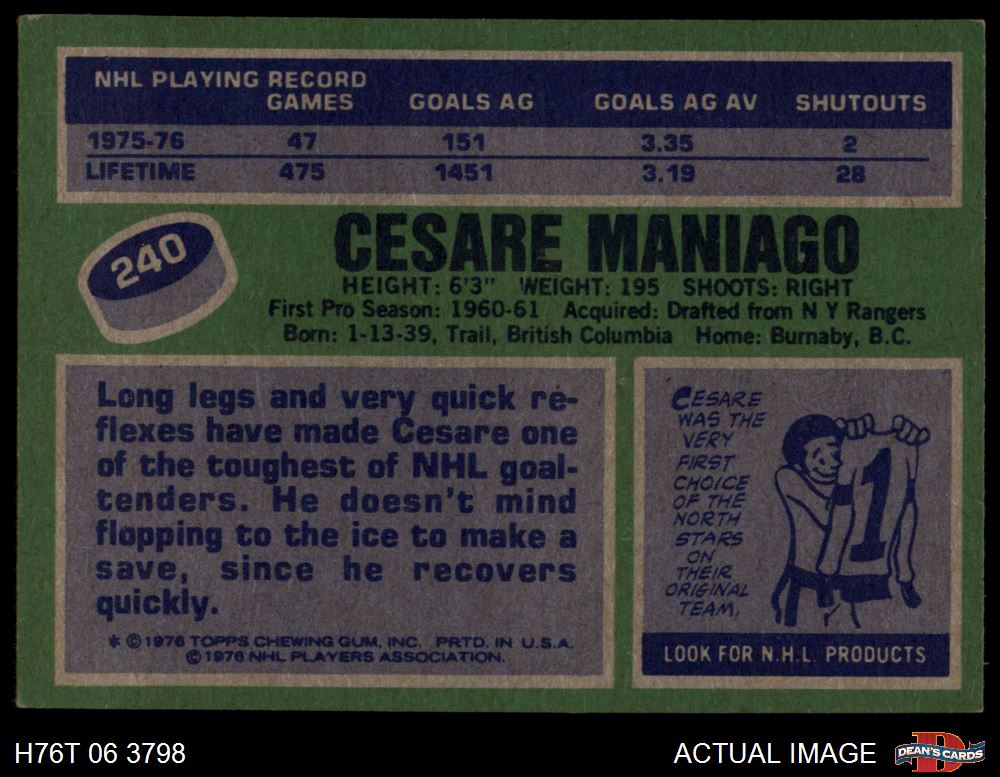 NHL PLAYING RECORD
GAMES GOALS AG GOALS AG AV SHUTOUTS
1975-76 47 151 3.35 2
LIFETIME 475 1451 3.19 28
240
CESARE MANIAGO
HEIGHT: 6'3" WEIGHT: 195 SHOOTS: RIGHT
First Pro Season: 1960-61 Acquired: Drafted from N Y Rangers
Born: 1-13-39, Trail, British Columbia Home: Burnaby, B.C.
Long legs and very quick re-
flexes have made Cesare one
of the toughest of NHL goal-
tenders. He doesn't mind
flopping to the ice to make a
save, since he recovers
quickly.
* © 1976 TOPPS CHEWING GUM, INC. PRTD. IN U.S.A.
© 1976 NHL PLAYERS ASSOCIATION.
CESARE
WAS THE
VERY
FIRST
CHOICE
OF THE
NORTH
STARS
ON
THEIR
ORIGINAL
TEAM.
1
LOOK FOR N.H.L. PRODUCTS
H76T 06 3798
ACTUAL IMAGE
D
DEAN'S CARDS